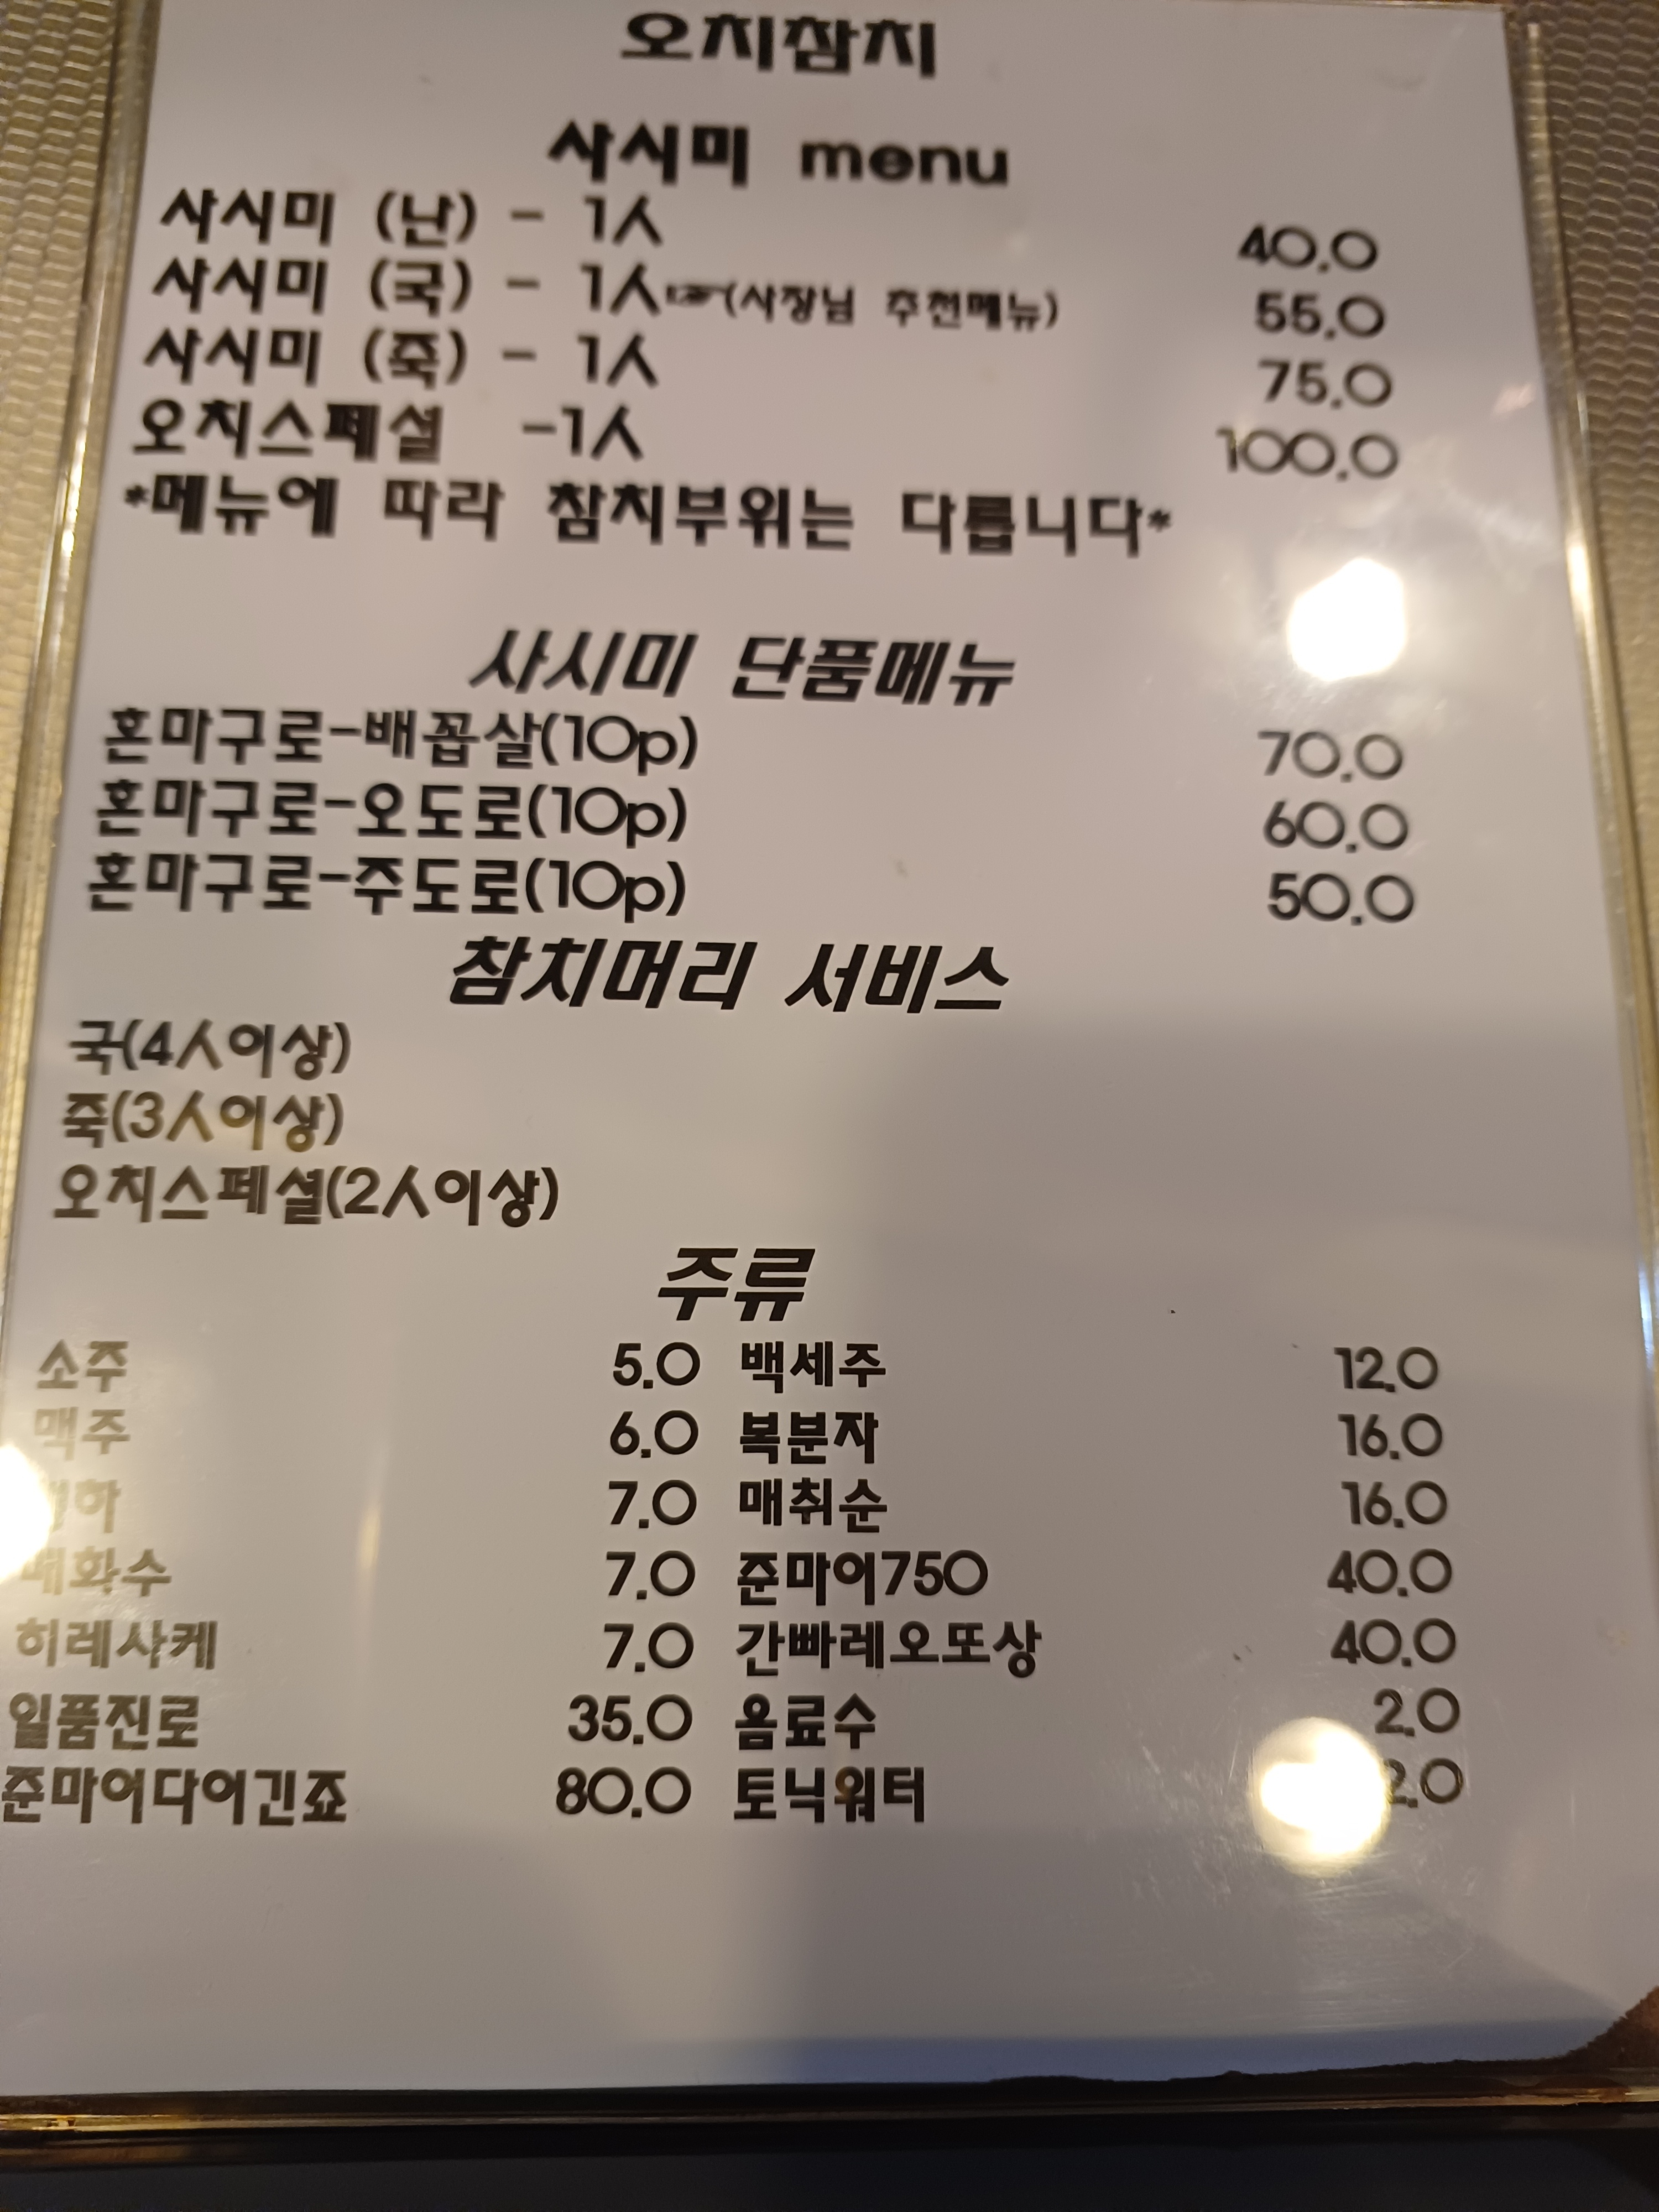 오치참치
사시미 menu
사시미 (난) - 1人 40.0
사시미 (국) - 1人☞(사장님 추천메뉴) 55.0
사시미 (죽) - 1人 75.0
오치스페셜 -1人 100.0
*메뉴에 따라 참치부위는 다릅니다*
사시미 단품메뉴
혼마구로-배꼽살(10p) 70.0
혼마구로-오도로(10p) 60.0
혼마구로-주도로(10p) 50.0
참치머리 서비스
국(4人이상)
죽(3人이상)
오치스페셜(2人이상)
주류
소주 5.0 백세주 12.0
맥주 6.0 복분자 16.0
7.0 매취순 16.0
매화수 7.0 준마이750 40.0
히레사케 7.0 간빠레오또상 40.0
일품진로 35.0 음료수 2.0
준마이다이긴죠 80.0 토닉워터 2.0